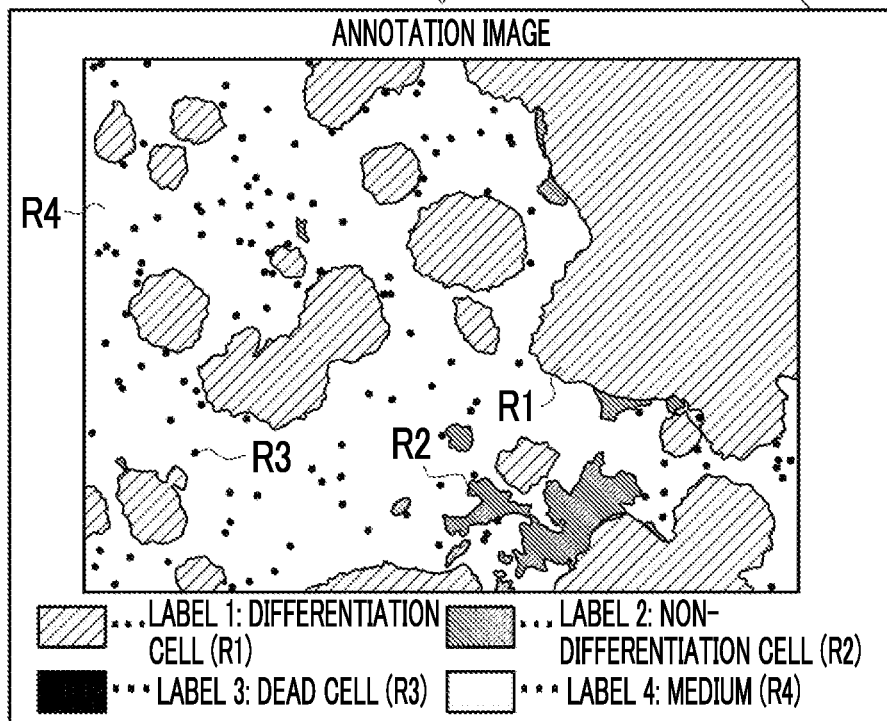 ANNOTATION IMAGE
R4
R1
R3
R2
LABEL 1: DIFFERENTIATION
CELL (R1)
LABEL 2: NON-
DIFFERENTIATION CELL (R2)
LABEL 3: DEAD CELL (R3)
LABEL 4: MEDIUM (R4)